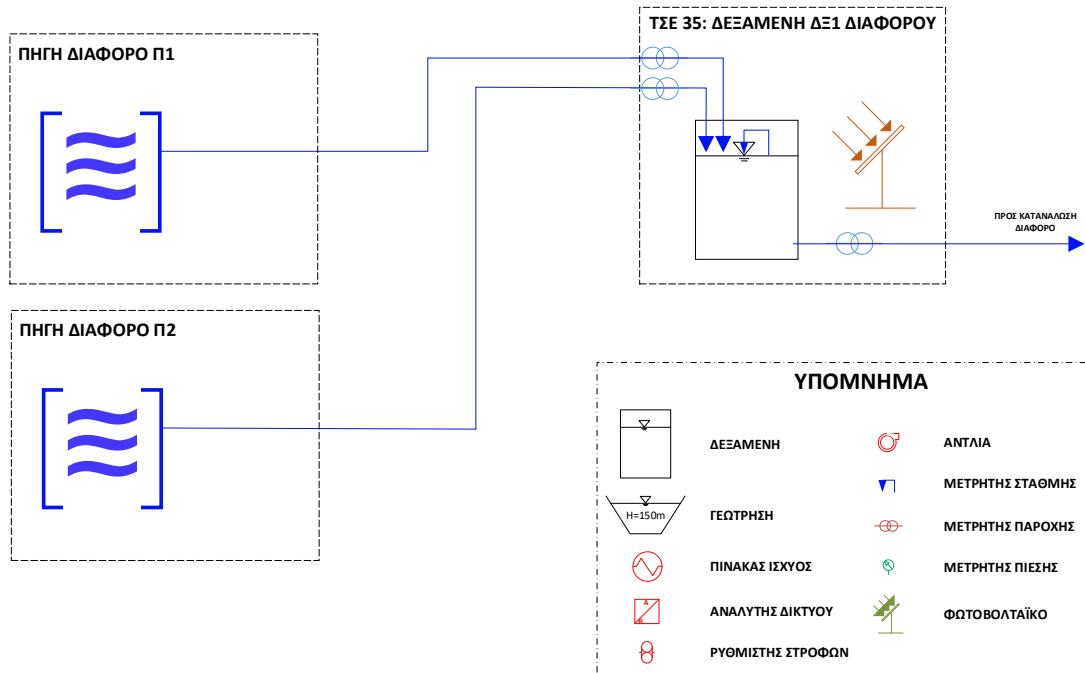 ΠΗΓΗ ΔΙΑΦΟΡΟ Π1
ΤΣΕ 35: ΔΕΞΑΜΕΝΗ ΔΞ1 ΔΙΑΦΟΡΟΥ
ΠΡΟΣ ΚΑΤΑΝΑΛΩΣΗ
ΔΙΑΦΟΡΟ
ΠΗΓΗ ΔΙΑΦΟΡΟ Π2
ΥΠΟΜΝΗΜΑ
ΔΕΞΑΜΕΝΗ
H=150m
ΓΕΩΤΡΗΣΗ
ΠΙΝΑΚΑΣ ΙΣΧΥΟΣ
A
B
ΑΝΑΛΥΤΗΣ ΔΙΚΤΥΟΥ
ΡΥΘΜΙΣΤΗΣ ΣΤΡΟΦΩΝ
ΑΝΤΛΙΑ
ΜΕΤΡΗΤΗΣ ΣΤΑΘΜΗΣ
ΜΕΤΡΗΤΗΣ ΠΑΡΟΧΗΣ
ΜΕΤΡΗΤΗΣ ΠΙΕΣΗΣ
ΦΩΤΟΒΟΛΤΑΪΚΟ